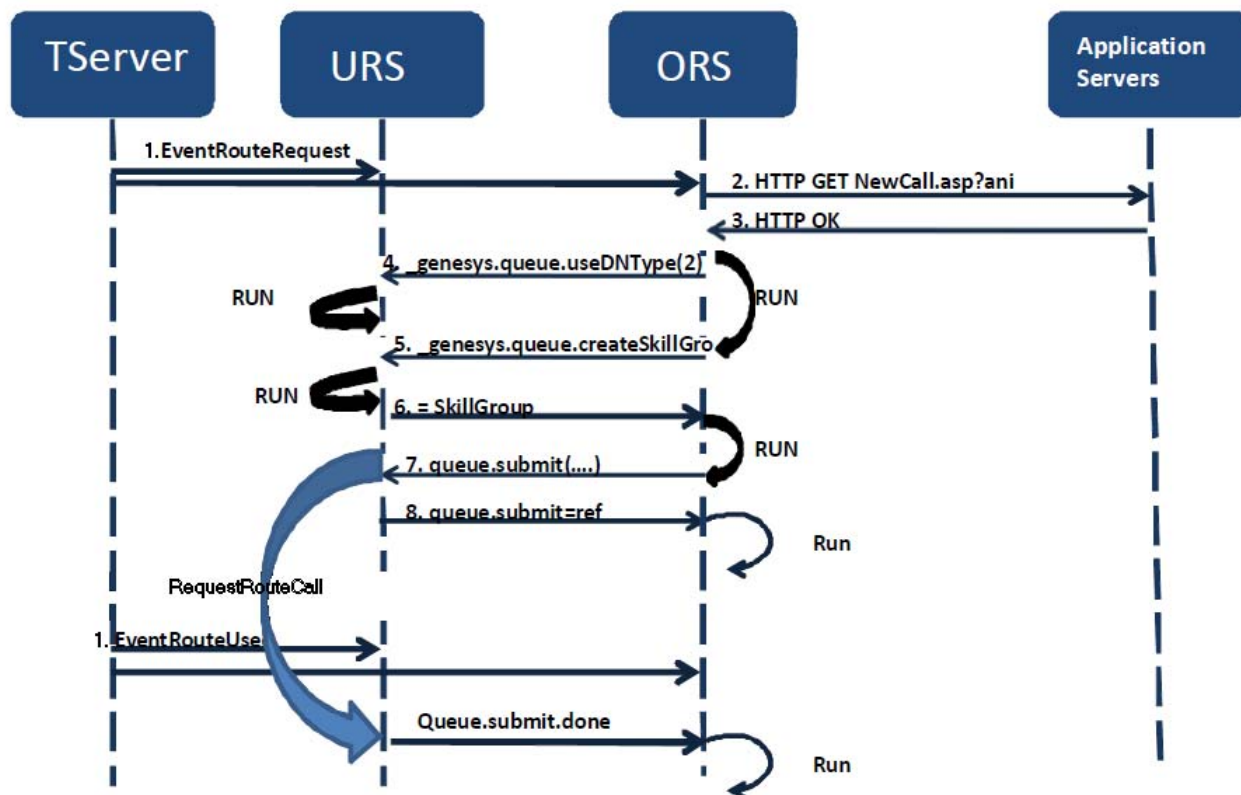 TServer
URS
ORS
Application
Servers
1.EventRouteRequest
2. HTTP GET NewCall.asp?ani
3. HTTP OK
4. _genesys.queue.useDNType(2)
RUN
RUN
5. _genesys.queue.createSkillGro
RUN
6. = SkillGroup
RUN
7. queue.submit(....)
8. queue.submit=ref
Run
RequestRouteCall
1. EventRouteUse
Queue.submit.done
Run